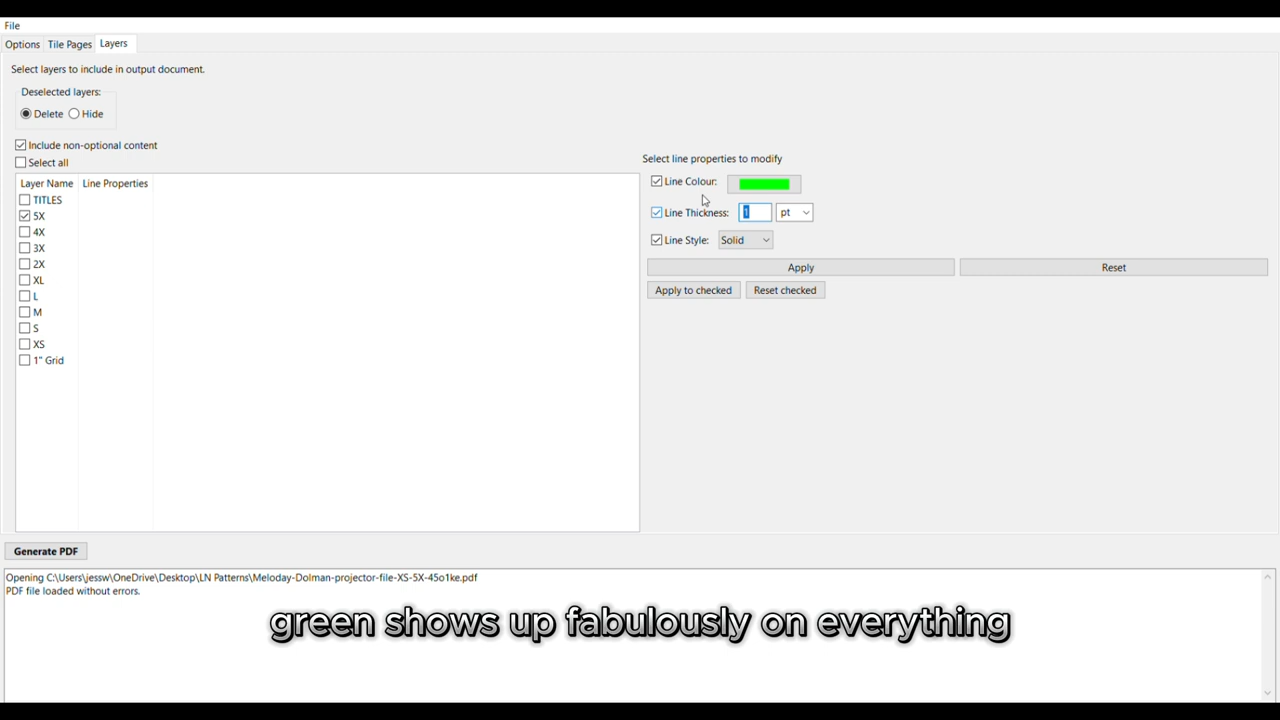 File
Options Tile Pages Layers
Select layers to include in output document.
Deselected layers:
Delete Hide
Include non-optional content
Select all
Layer Name Line Properties
TITLES
5X
4X
3X
2X
XL
L
M
S
XS
1" Grid
Select line properties to modify
Line Colour:
Line Thickness: 1 pt
Line Style: Solid
Apply Reset
Apply to checked Reset checked
Generate PDF
Opening C:\Users\jessw\OneDrive\Desktop\LN Patterns\Meloday-Dolman-projector-file-XS-5X-45o1ke.pdf
PDF file loaded without errors.
green shows up fabulously on everything